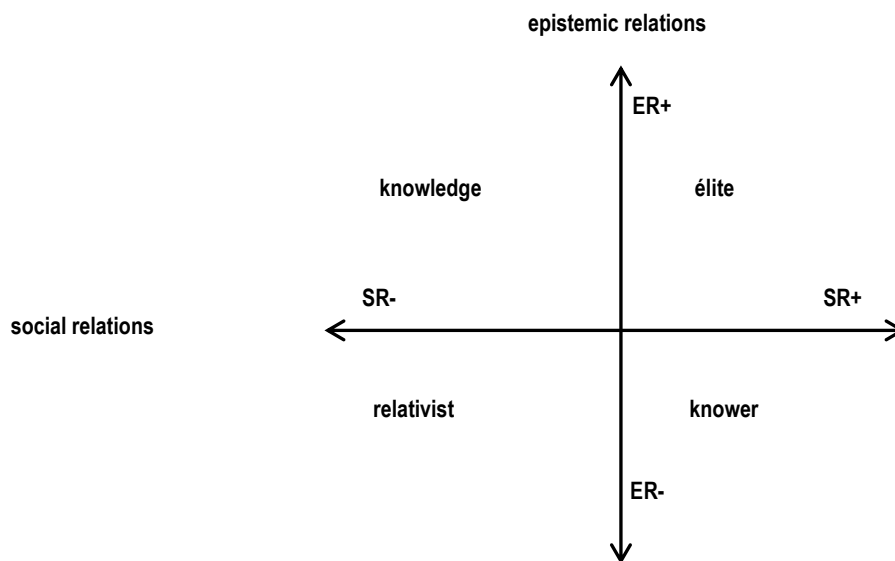 epistemic relations
ER+
knowledge
élite
SR-
SR+
social relations
relativist
knower
ER-